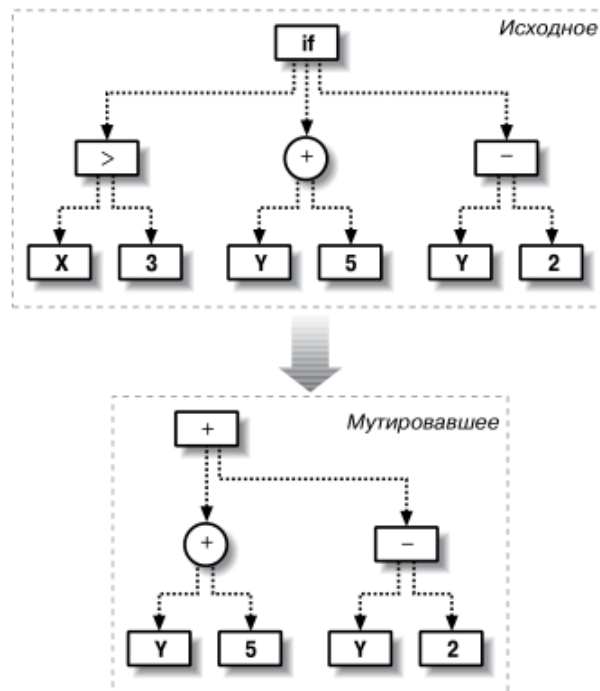 Исходное
if
> + −
X 3 Y 5 Y 2
Мутировавшее
+
+ −
Y 5 Y 2